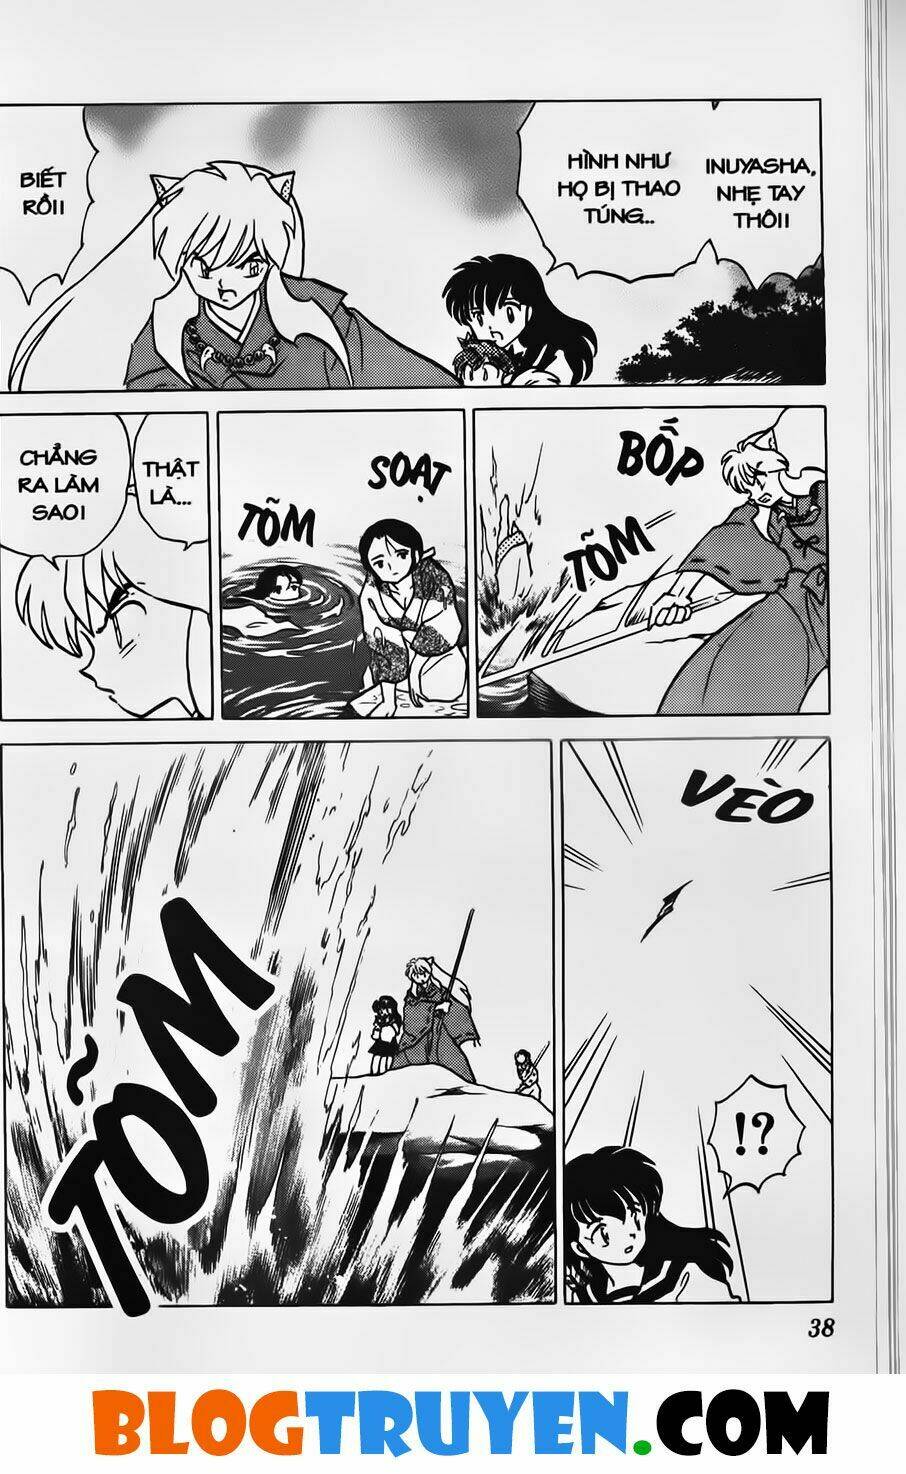 INUYASHA,
NHẸ TAY
THÔI!
HÌNH NHƯ
HỌ BỊ THAO
TÚNG..
BIẾT
RỒI!
BỐP
TÕM
SOẠT
TÕM
THẬT
LÀ...
CHẲNG
RA LÀM
SAO!
VÈO
!?
TÕM
38
BLOGTRUYEN.COM